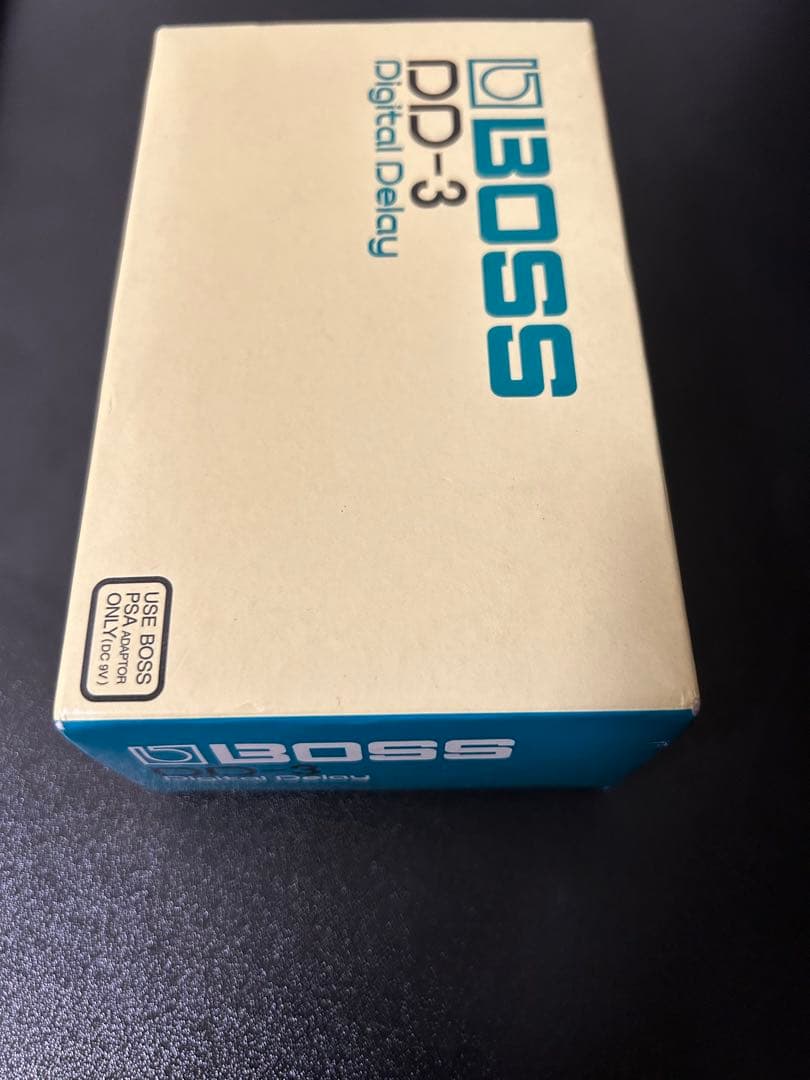 BOSS
DD-3
Digital Delay
USE BOSS
PSA ADAPTOR
ONLY (DC 9V)
BOSS
DD-3
Digital Delay